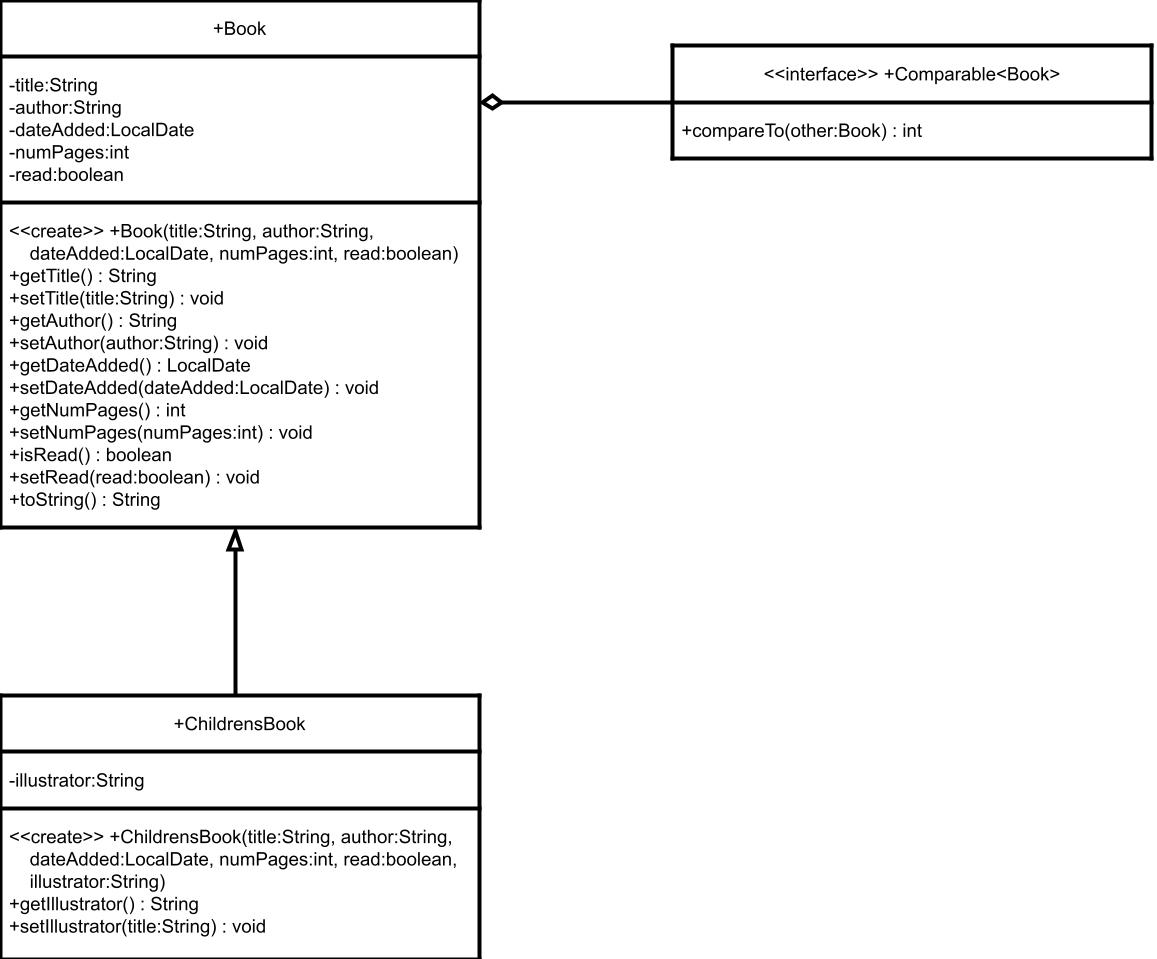 +Book
-title:String
-author:String
-dateAdded:LocalDate
-numPages:int
-read:boolean
<<create>> +Book(title:String, author:String,
dateAdded:LocalDate, numPages:int, read:boolean)
+getTitle() : String
+setTitle(title:String) : void
+getAuthor() : String
+setAuthor(author:String) : void
+getDateAdded() : LocalDate
+setDateAdded(dateAdded:LocalDate) : void
+getNumPages() : int
+setNumPages(numPages:int) : void
+isRead() : boolean
+setRead(read:boolean) : void
+toString() : String
<<interface>> +Comparable<Book>
+compareTo(other:Book) : int
+ChildrensBook
-illustrator:String
<<create>> +ChildrensBook(title:String, author:String,
dateAdded:LocalDate, numPages:int, read:boolean,
illustrator:String)
+getIllustrator() : String
+setIllustrator(title:String) : void